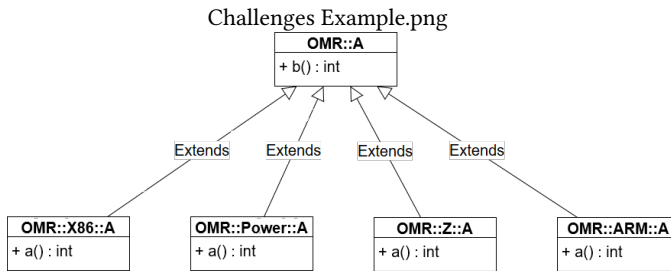 Challenges Example.png
OMR::A
+ b() : int
Extends Extends Extends Extends
OMR::X86::A OMR::Power::A OMR::Z::A OMR::ARM::A
+ a() : int + a() : int + a() : int + a() : int